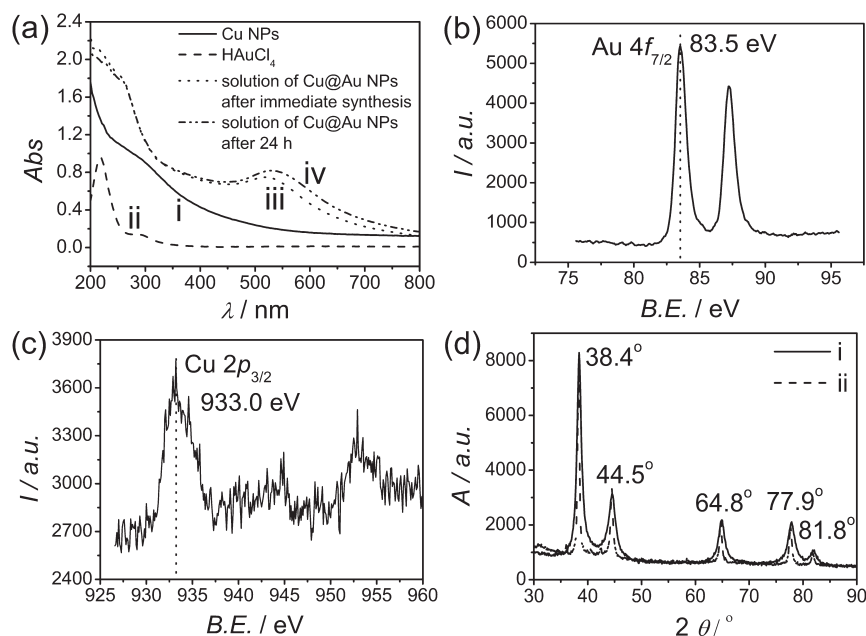 (a)
Cu NPs
HAuCl4
solution of Cu@Au NPs
after immediate synthesis
solution of Cu@Au NPs
after 24 h
2.4
2.0
1.6
1.2
0.8
0.4
0.0
Abs
i
ii
iii
iv
200 300 400 500 600 700 800
λ / nm
(b)
Au 4f7/2 83.5 eV
6000
5000
4000
3000
2000
1000
0
I / a.u.
75 80 85 90 95
B.E. / eV
(c)
Cu 2p3/2
933.0 eV
3900
3600
3300
3000
2700
2400
I / a.u.
925 930 935 940 945 950 955 960
B.E. / eV
(d)
i
ii
38.4°
44.5°
64.8°
77.9°
81.8°
8000
6000
4000
2000
0
A / a.u.
30 40 50 60 70 80 90
2 θ / °